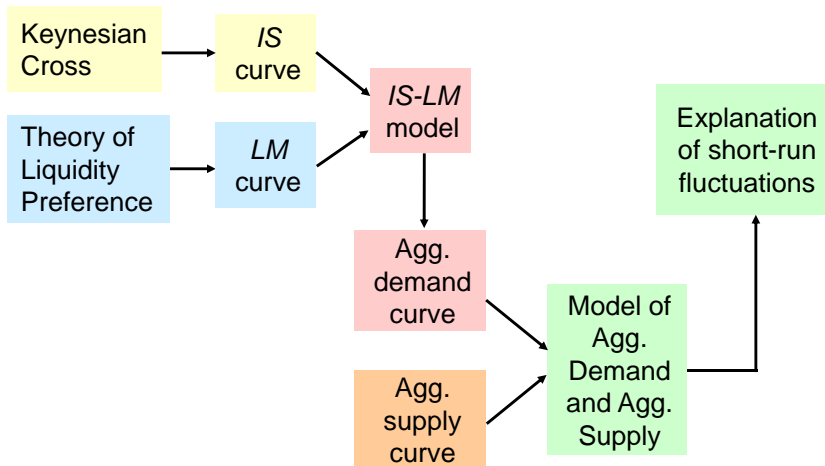 Keynesian
Cross
IS
curve
Theory of
Liquidity
Preference
LM
curve
IS-LM
model
Agg.
demand
curve
Agg.
supply
curve
Model of
Agg.
Demand
and Agg.
Supply
Explanation
of short-run
fluctuations